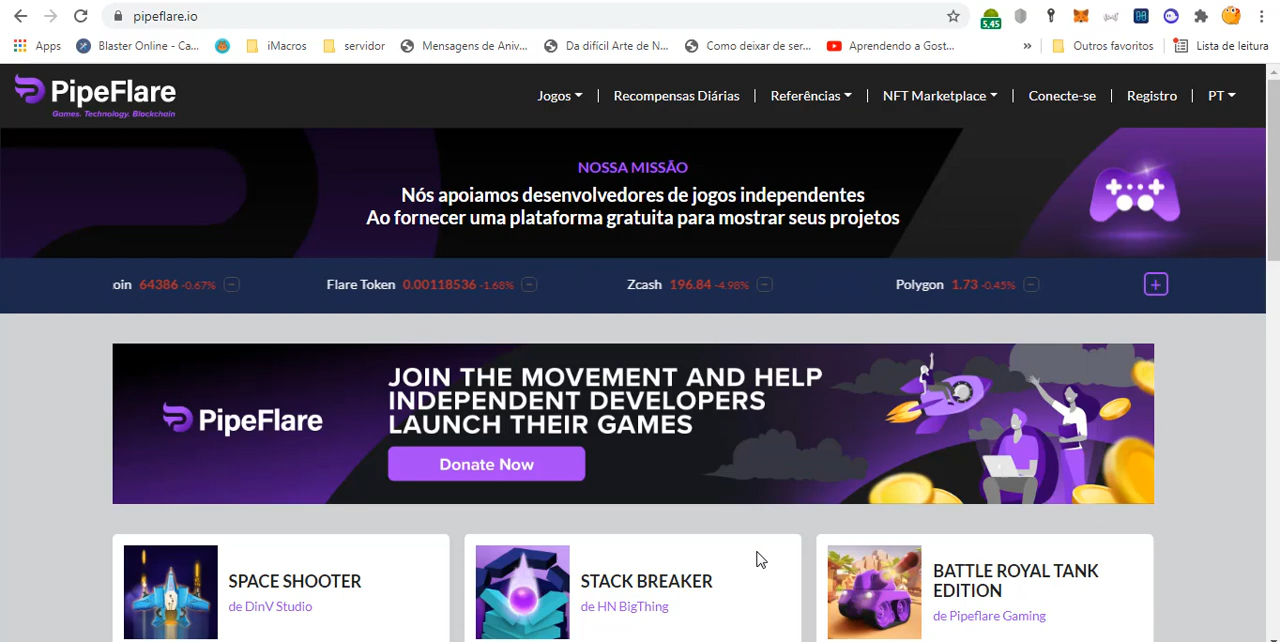 pipeflare.io
5,45
Apps
Blaster Online - Ca...
iMacros
servidor
Mensagens de Aniv...
Da difícil Arte de N...
Como deixar de ser...
Aprendendo a Gost...
»
Outros favoritos
Lista de leitura
PipeFlare
Games. Technology. Blockchain
Jogos
Recompensas Diárias
Referências
NFT Marketplace
Conecte-se
Registro
PT
NOSSA MISSÃO
Nós apoiamos desenvolvedores de jogos independentes
Ao fornecer uma plataforma gratuita para mostrar seus projetos
oin 64386 -0.67%
Flare Token 0.00118536 -1.68%
Zcash 196.84 -4.98%
Polygon 1.73 -0.45%
PipeFlare
JOIN THE MOVEMENT AND HELP
INDEPENDENT DEVELOPERS
LAUNCH THEIR GAMES
Donate Now
SPACE SHOOTER
de DinV Studio
STACK BREAKER
de HN BigThing
BATTLE ROYAL TANK
EDITION
de Pipeflare Gaming